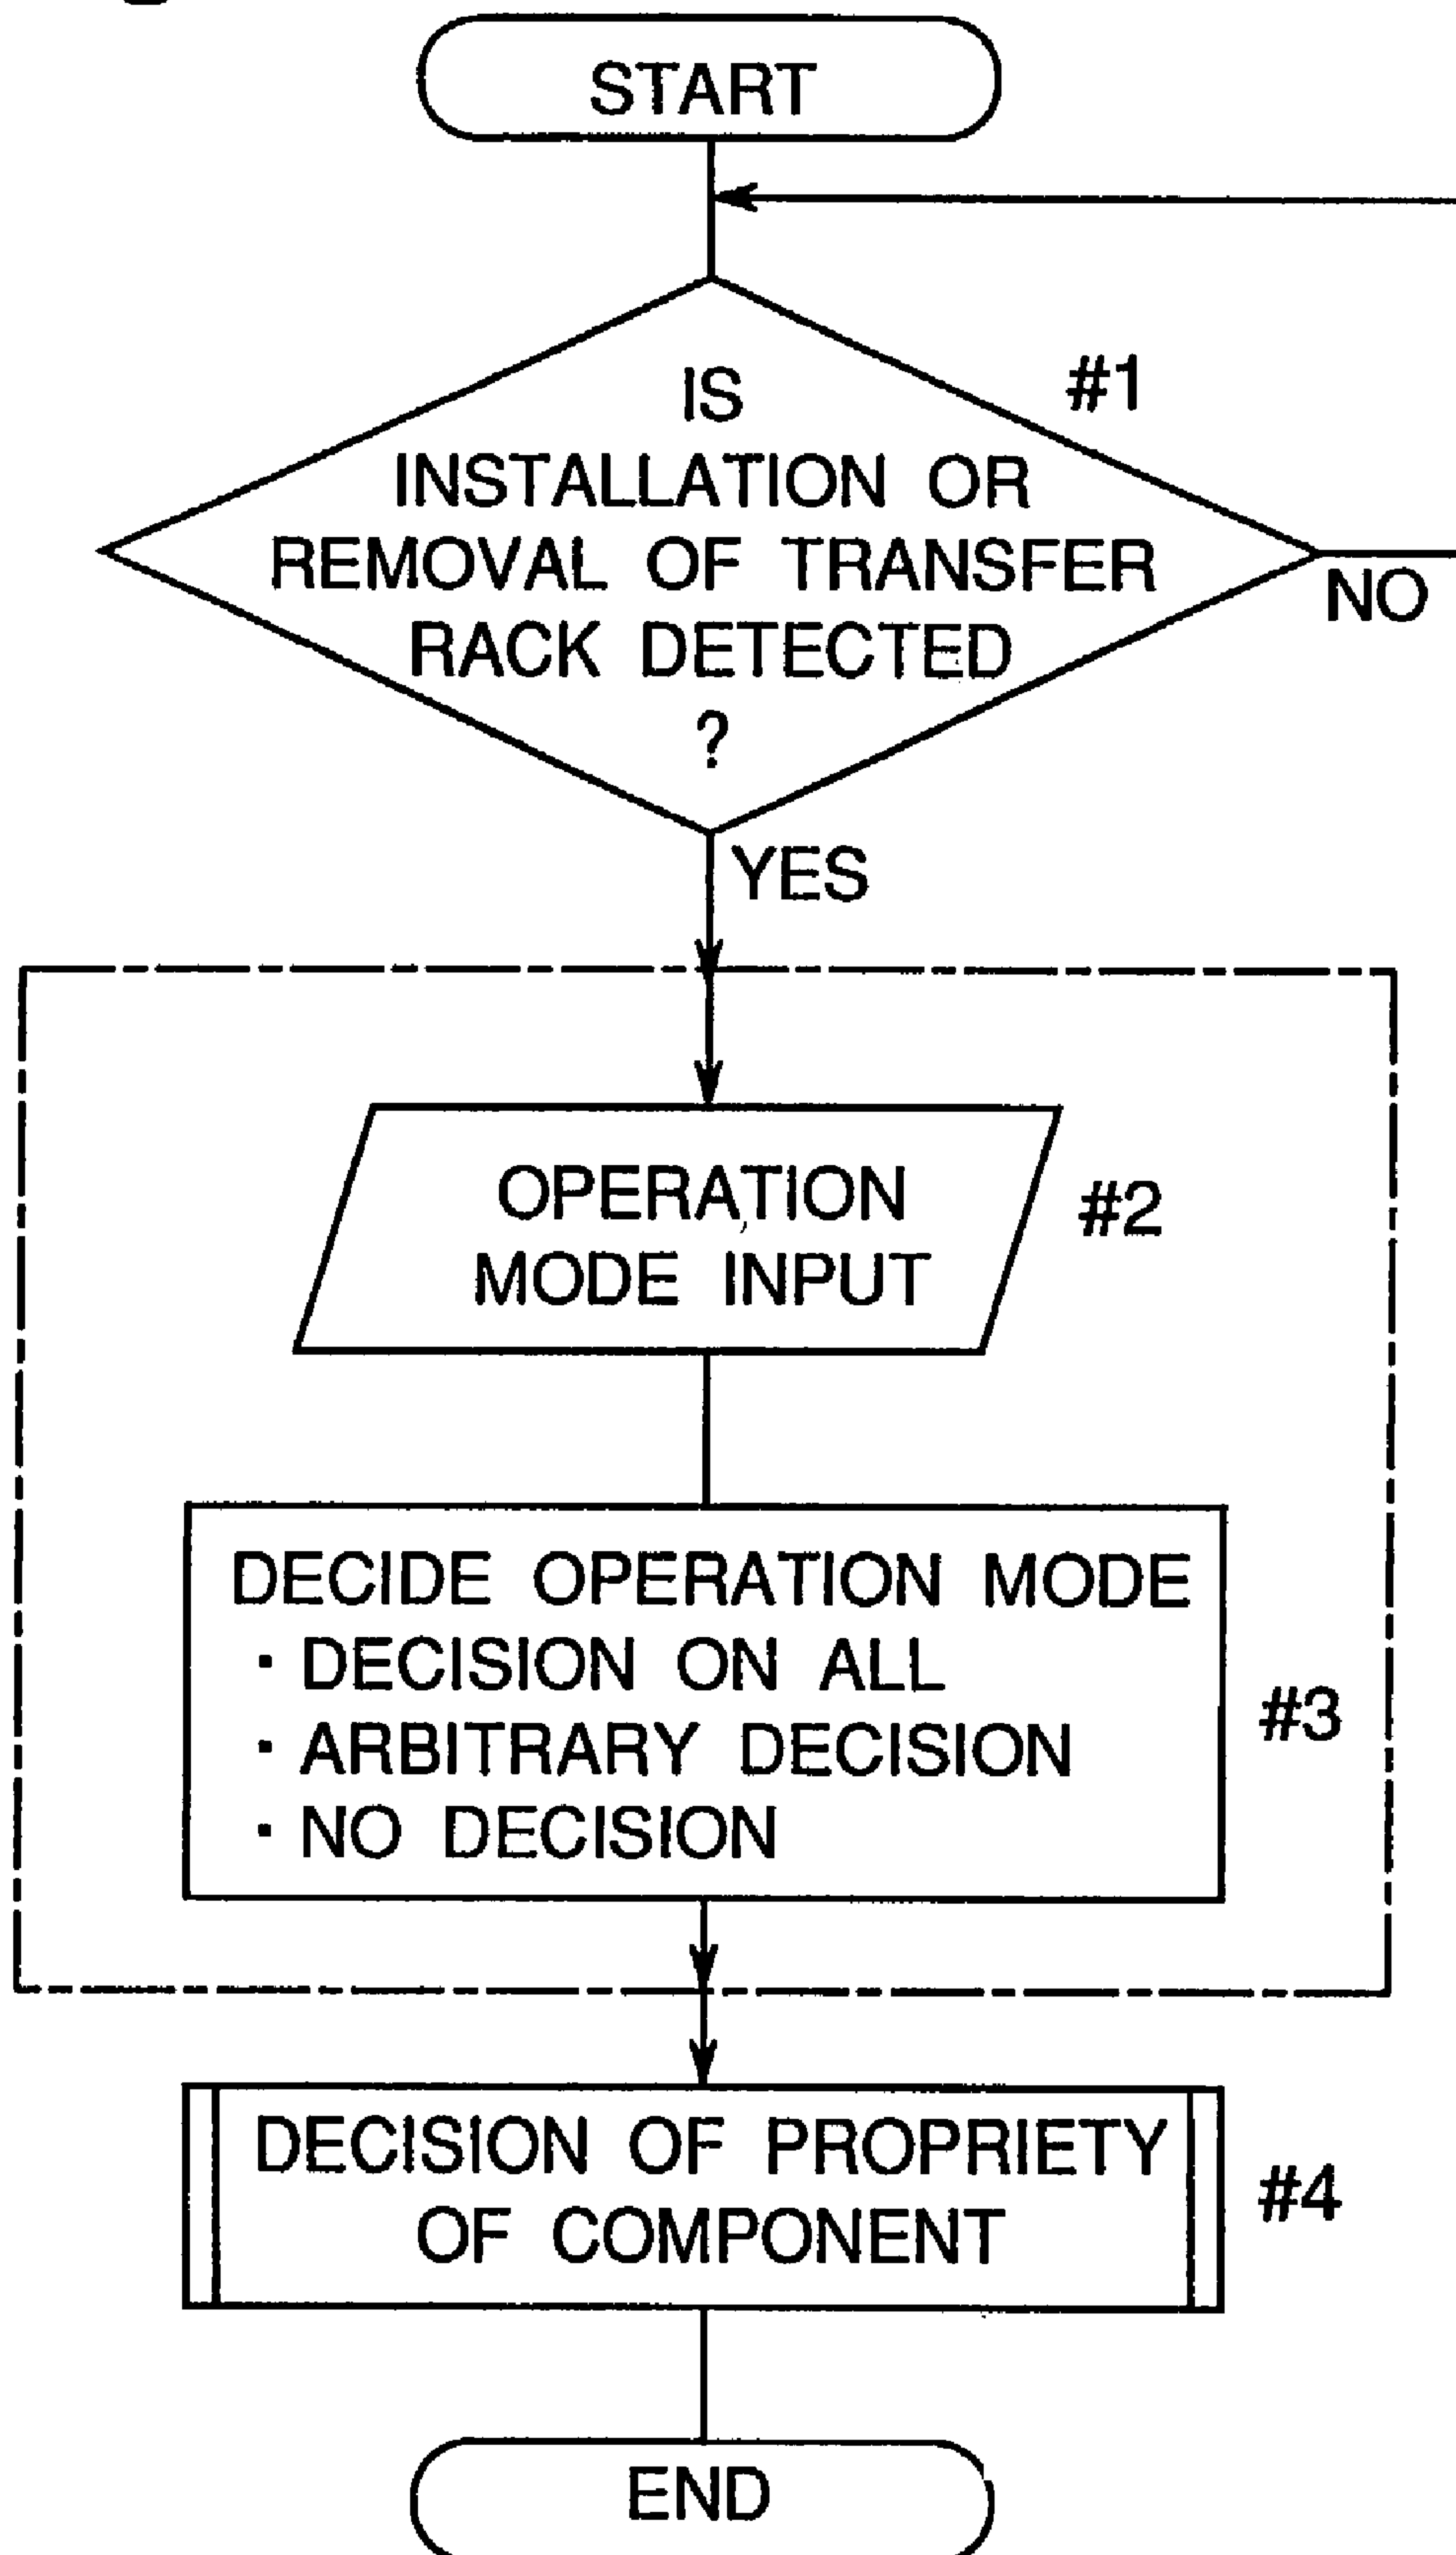 START
IS
#1
INSTALLATION OR
REMOVAL OF TRANSFER
RACK DETECTED
?
NO
YES
OPERATION
MODE INPUT
#2
DECIDE OPERATION MODE
· DECISION ON ALL
· ARBITRARY DECISION
· NO DECISION
#3
DECISION OF PROPRIETY
OF COMPONENT
#4
END